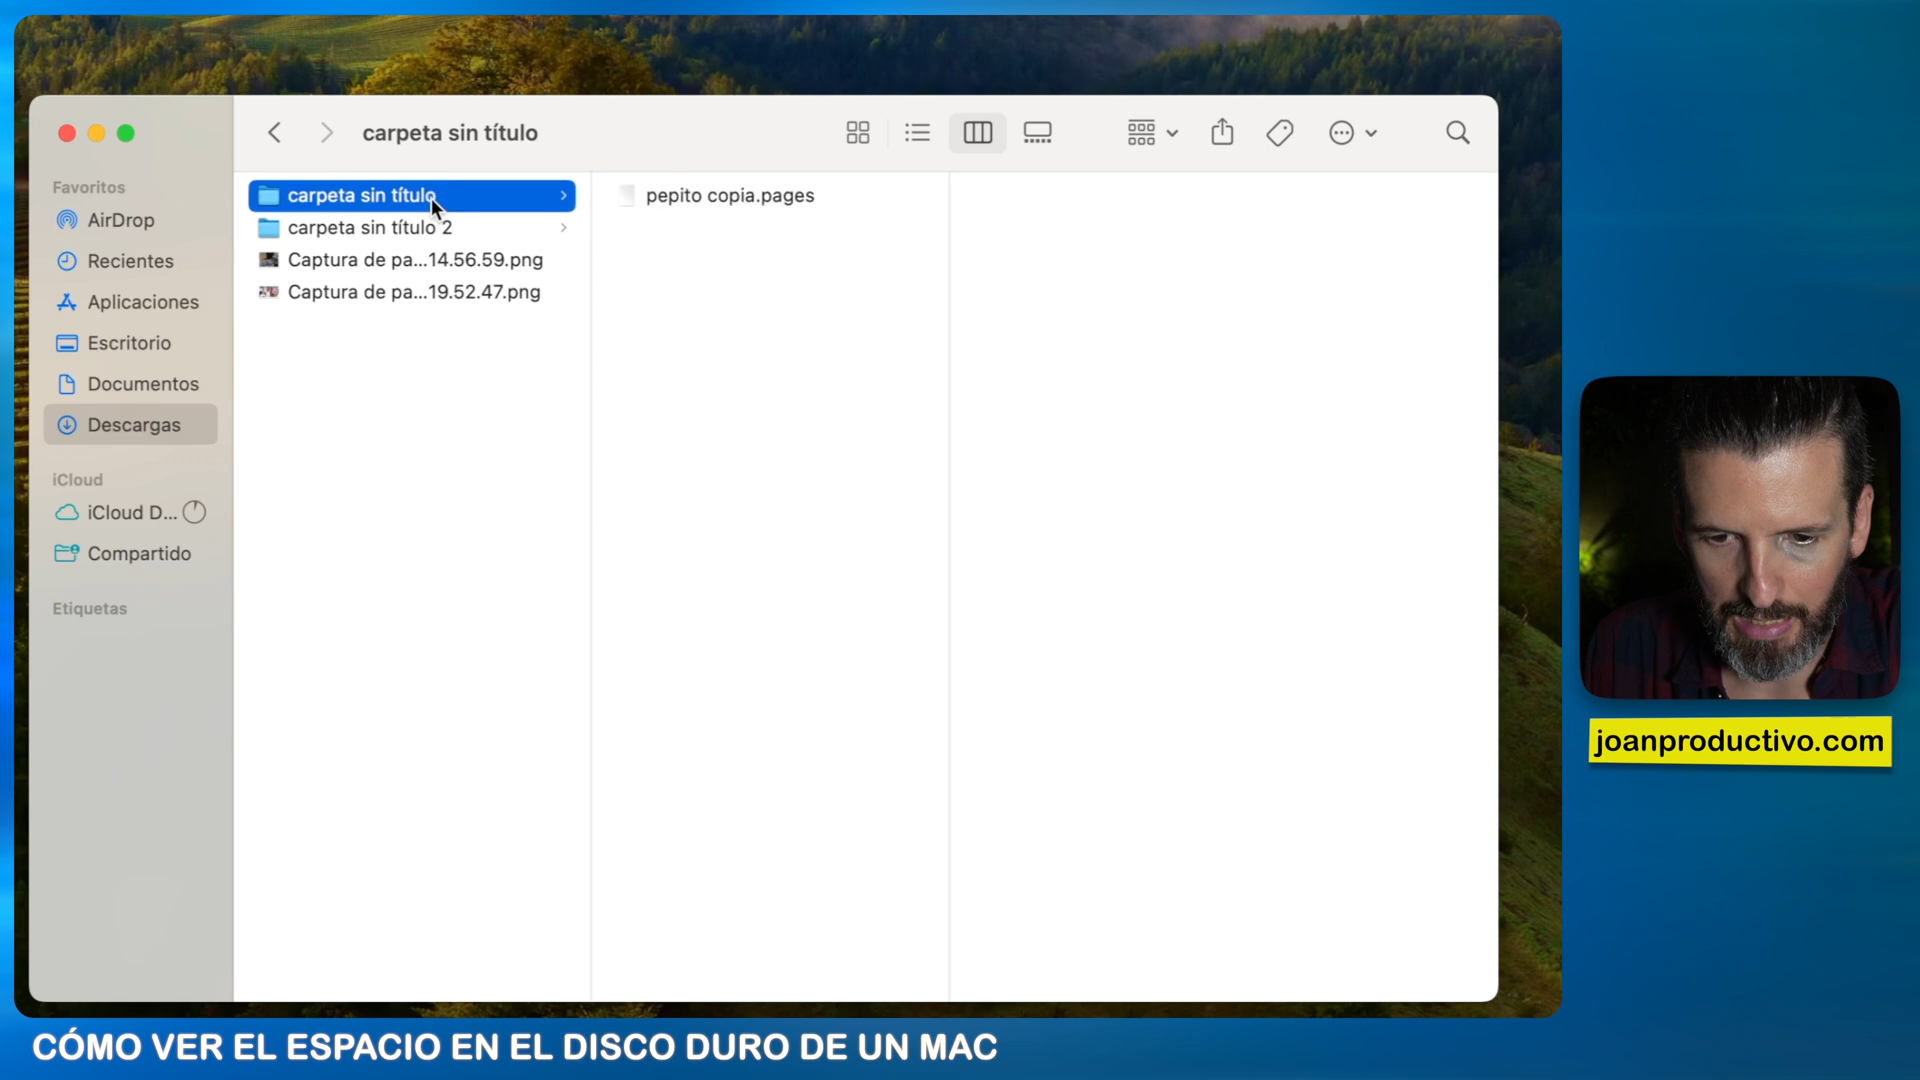 carpeta sin título
Favoritos
AirDrop
Recientes
Aplicaciones
Escritorio
Documentos
Descargas
iCloud
iCloud D...
Compartido
Etiquetas
carpeta sin título
carpeta sin título 2
Captura de pa...14.56.59.png
Captura de pa...19.52.47.png
pepito copia.pages
joanproductivo.com
CÓMO VER EL ESPACIO EN EL DISCO DURO DE UN MAC